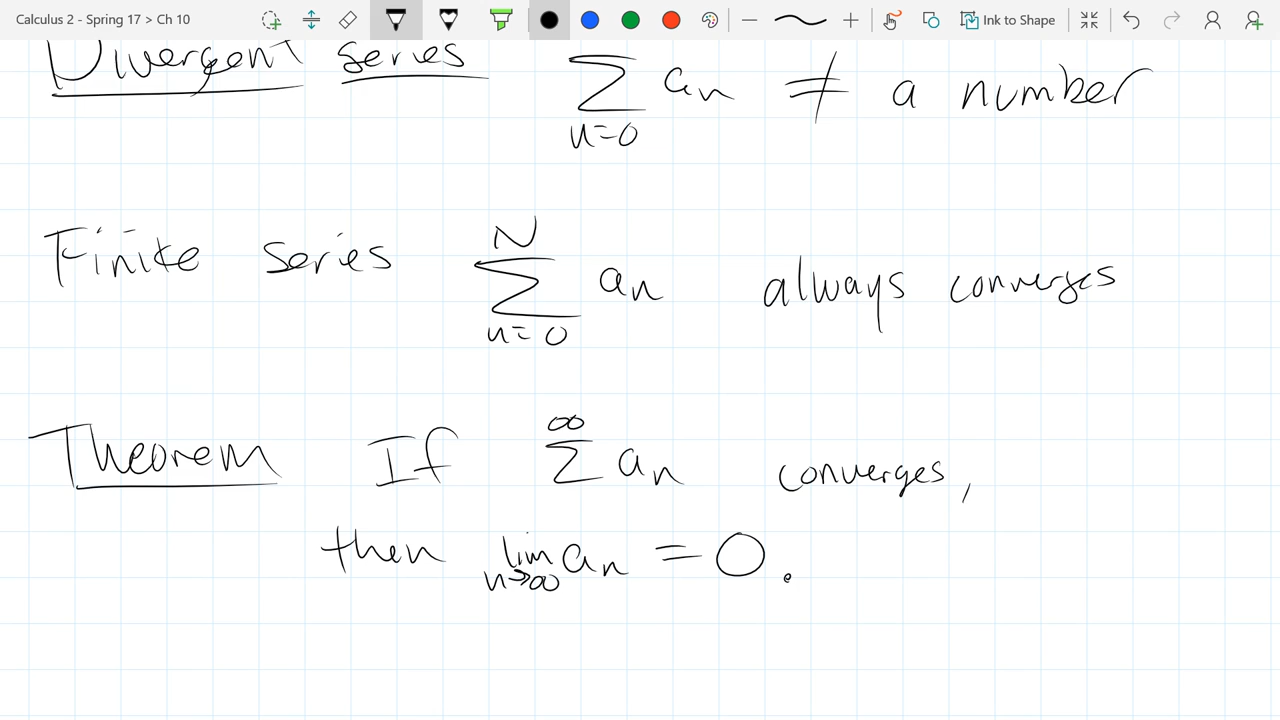 Calculus 2 - Spring 17 > Ch 10 Ink to Shape
Divergent series ∑ aₙ ≠ a number
n=0
N
Finite series ∑ aₙ always converges
n=0
∞
Theorem If ∑ aₙ converges,
then lim aₙ = 0.
n→∞